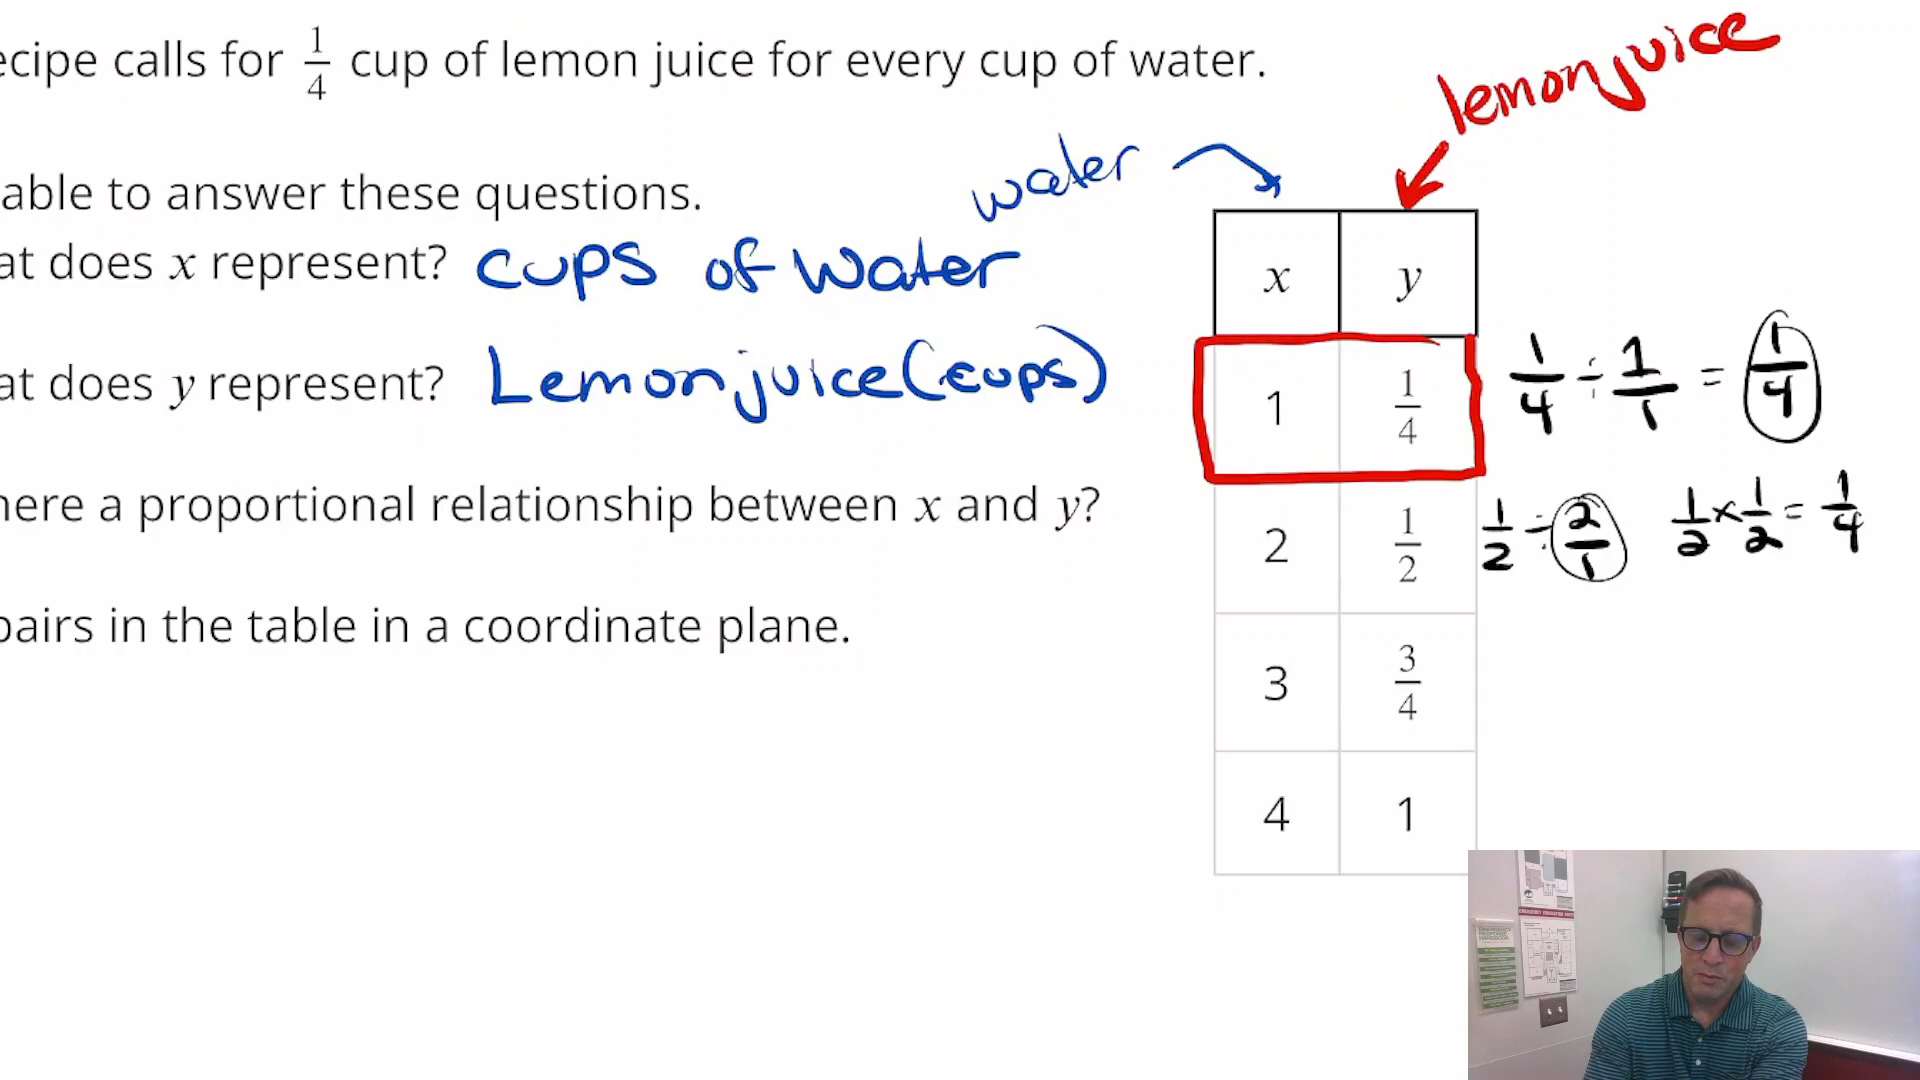 ecipe calls for 1/4 cup of lemon juice for every cup of water.
lemon juice
water
able to answer these questions.
at does x represent? cups of water
at does y represent? Lemon juice (cups)
here a proportional relationship between x and y?
pairs in the table in a coordinate plane.
x y
1 1/4 1/4 ÷ 1/1 = 1/4
2 1/2 1/2 ÷ 2/1 1/2 x 1/2 = 1/4
3 3/4
4 1